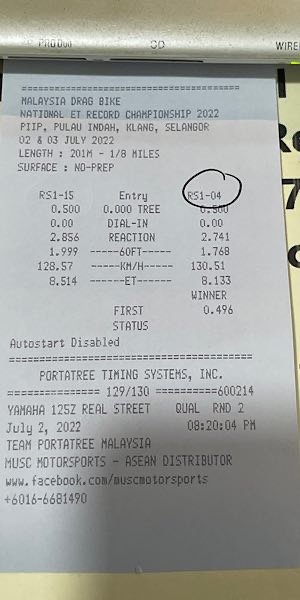 PRODUO
WIRE
==========================================
MALAYSIA DRAG BIKE
NATIONAL ET RECORD CHAMPIONSHIP 2022
PIIP, PULAU INDAH, KLANG, SELANGOR
02 & 03 JULY 2022
LENGTH : 201M - 1/8 MILES
SURFACE : NO-PREP
RS1-15 Entry RS1-04
0.500 0.000 TREE 0.500
0.00 DIAL-IN 0.00
2.856 REACTION 2.741
1.999 -----60FT----- 1.768
128.57 -----KM/H----- 130.51
8.514 ------ET------ 8.133
WINNER
FIRST 0.496
STATUS
Autostart Disabled
==========================================
PORTATREE TIMING SYSTEMS, INC.
=============== 129/130 ==========600214
YAMAHA 125Z REAL STREET QUAL RND 2
July 2, 2022 08:20:04 PM
TEAM PORTATREE MALAYSIA
MUSC MOTORSPORTS - ASEAN DISTRIBUTOR
www.facebook.com/muscmotorsports
+6016-6681490